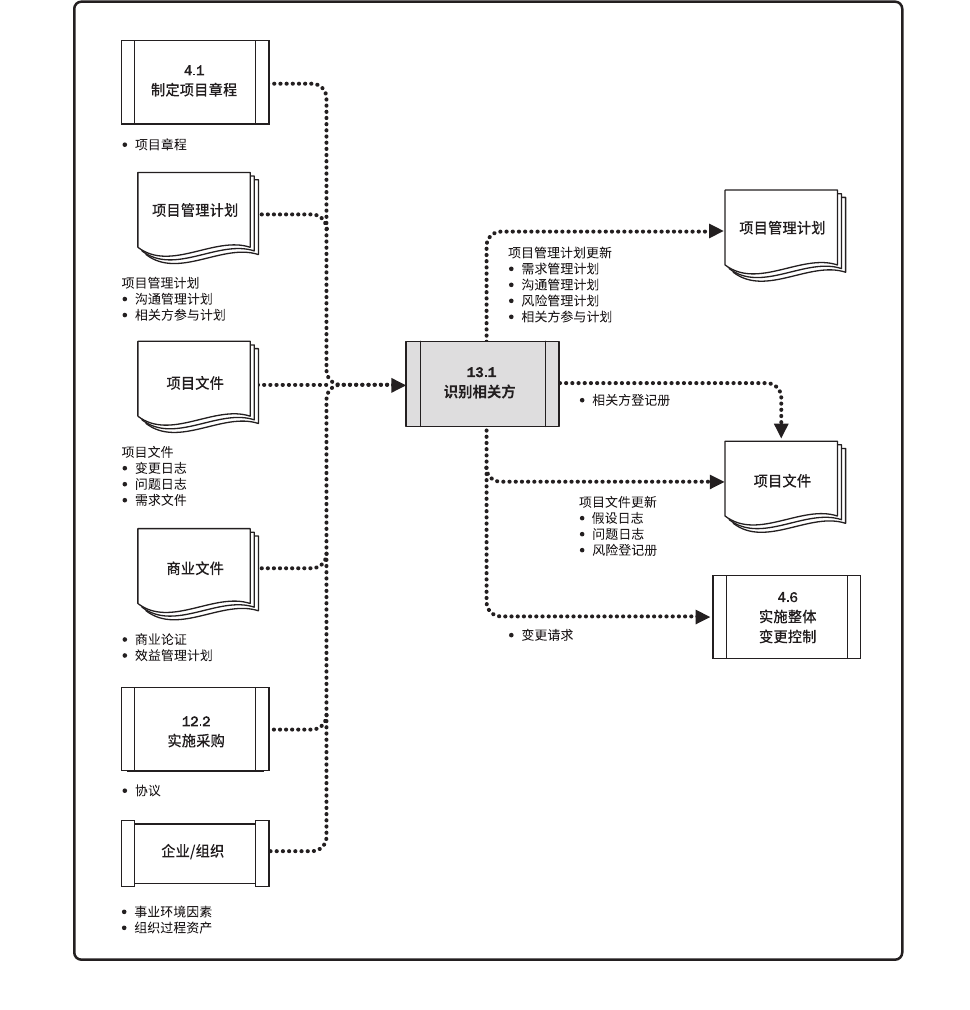 4.1
制定项目章程
• 项目章程
项目管理计划
项目管理计划
• 沟通管理计划
• 相关方参与计划
项目文件
项目文件
• 变更日志
• 问题日志
• 需求文件
商业文件
• 商业论证
• 效益管理计划
12.2
实施采购
• 协议
企业/组织
• 事业环境因素
• 组织过程资产
13.1
识别相关方
项目管理计划更新
• 需求管理计划
• 沟通管理计划
• 风险管理计划
• 相关方参与计划
项目管理计划
• 相关方登记册
项目文件
项目文件更新
• 假设日志
• 问题日志
• 风险登记册
• 变更请求
4.6
实施整体
变更控制